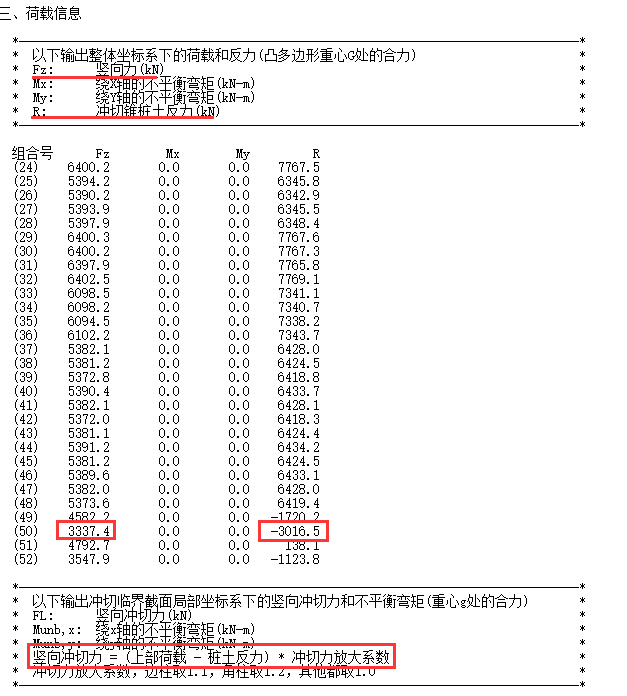 三、荷载信息
*————————————————————————————————————————*
* 以下输出整体坐标系下的荷载和反力(凸多边形重心G处的合力) *
* Fz: 竖向力(kN) *
* Mx: 绕X轴的不平衡弯矩(kN-m) *
* My: 绕Y轴的不平衡弯矩(kN-m) *
* R: 冲切锥桩土反力(kN) *
*————————————————————————————————————————*
组合号 Fz Mx My R
(24) 6400.2 0.0 0.0 7767.5
(25) 5394.2 0.0 0.0 6345.8
(26) 5390.2 0.0 0.0 6342.9
(27) 5393.9 0.0 0.0 6345.5
(28) 5397.9 0.0 0.0 6348.4
(29) 6400.3 0.0 0.0 7767.6
(30) 6400.2 0.0 0.0 7767.3
(31) 6397.9 0.0 0.0 7765.8
(32) 6402.5 0.0 0.0 7769.1
(33) 6098.5 0.0 0.0 7341.1
(34) 6098.2 0.0 0.0 7340.7
(35) 6094.5 0.0 0.0 7338.2
(36) 6102.2 0.0 0.0 7343.7
(37) 5382.1 0.0 0.0 6428.0
(38) 5381.2 0.0 0.0 6424.5
(39) 5372.8 0.0 0.0 6418.8
(40) 5390.4 0.0 0.0 6433.7
(41) 5382.1 0.0 0.0 6428.1
(42) 5372.0 0.0 0.0 6418.3
(43) 5381.1 0.0 0.0 6424.4
(44) 5391.2 0.0 0.0 6434.2
(45) 5381.2 0.0 0.0 6424.5
(46) 5389.6 0.0 0.0 6433.1
(47) 5382.0 0.0 0.0 6428.0
(48) 5373.6 0.0 0.0 6419.4
(49) 4582.2 0.0 0.0 -1720.2
(50) 3337.4 0.0 0.0 -3016.5
(51) 4792.7 0.0 0.0 138.1
(52) 3547.9 0.0 0.0 -1123.8
*————————————————————————————————————————*
* 以下输出冲切临界截面局部坐标系下的竖向冲切力和不平衡弯矩(重心g处的合力) *
* FL: 竖向冲切力(kN) *
* Munb,x: 绕x轴的不平衡弯矩(kN-m) *
* Munb,y: 绕y轴的不平衡弯矩(kN-m) *
* 竖向冲切力 = (上部荷载 - 桩土反力) * 冲切力放大系数 *
* 冲切力放大系数，边柱取1.1，角柱取1.2，其他都取1.0 *
*————————————————————————————————————————*